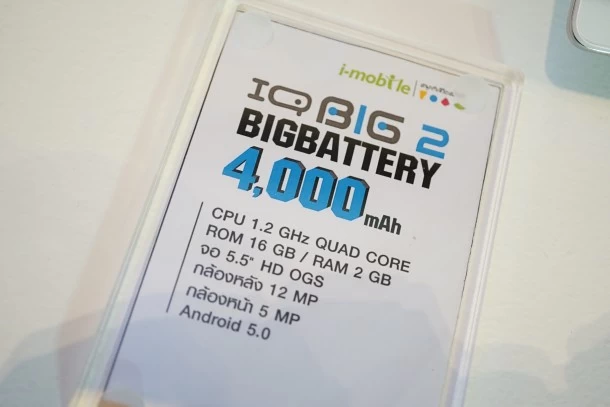 i-mobile
IQ BIG 2
BIGBATTERY
4,000 mAh
CPU 1.2 GHz QUAD CORE
ROM 16 GB / RAM 2 GB
จอ 5.5" HD OGS
กล้องหลัง 12 MP
กล้องหน้า 5 MP
Android 5.0